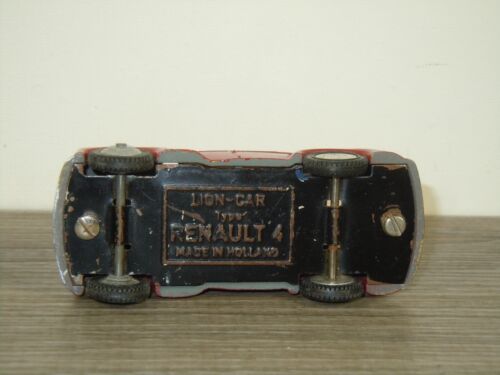 LION-CAR
Type
RENAULT 4
MADE IN HOLLAND